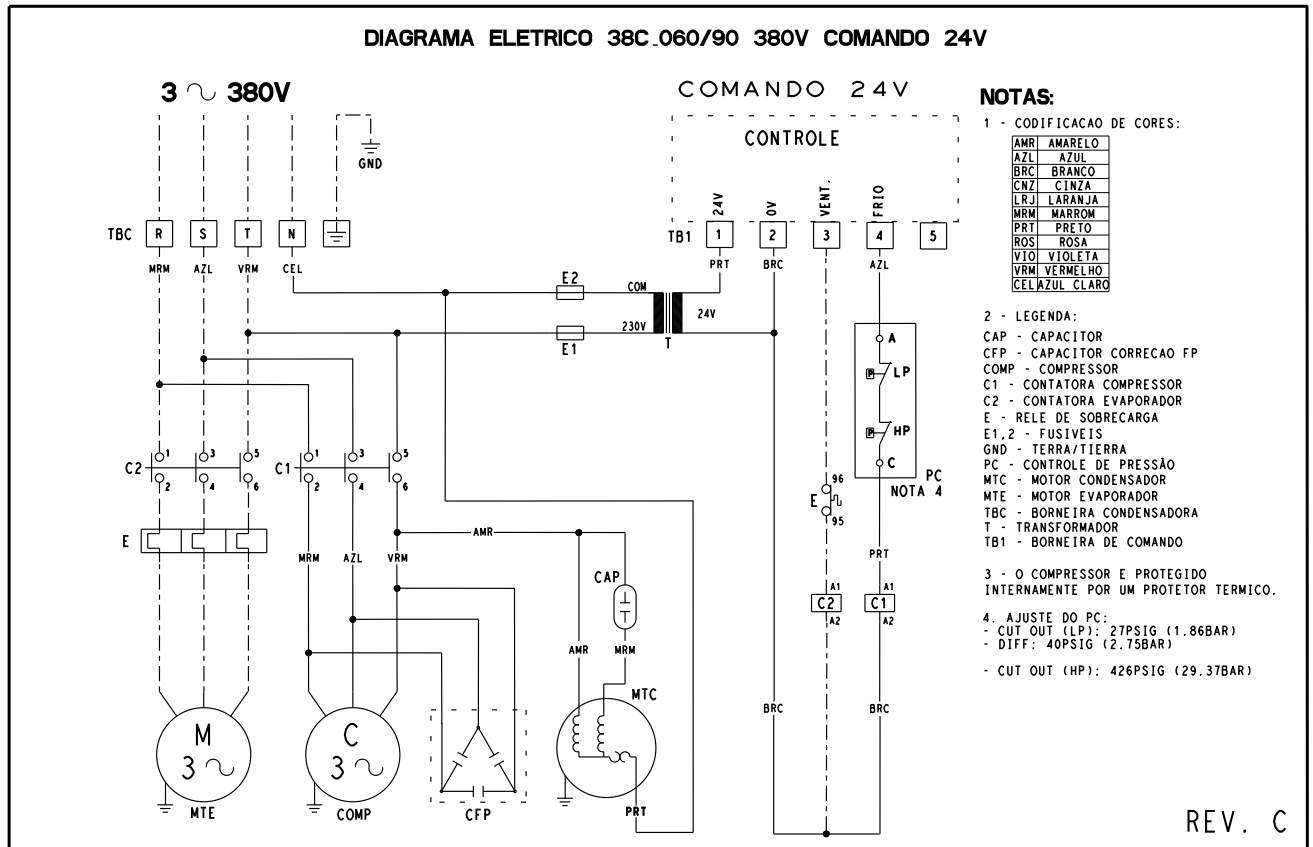 DIAGRAMA ELETRICO 38C_060/90 380V COMANDO 24V
3 ∿ 380V
GND
TBC R S T N
MRM AZL VRM CEL
COMANDO 24V
CONTROLE
24V 0V VENT. FRIO
TB1 1 2 3 4 5
PRT BRC AZL
E2 COM
E1 230V
T
24V
A
LP
P
HP
P
C
PC
NOTA 4
C2 1 3 5
2 4 6
C1 1 3 5
2 4 6
E
MRM AZL VRM
AMR
CAP
AMR MRM
MTC
PRT
M
3 ∿
MTE
C
3 ∿
COMP
CFP
96
E
95
PRT
A1 A1
C2 C1
A2 A2
BRC BRC
NOTAS:
1 - CODIFICACAO DE CORES:
AMR AMARELO
AZL AZUL
BRC BRANCO
CNZ CINZA
LRJ LARANJA
MRM MARROM
PRT PRETO
ROS ROSA
VIO VIOLETA
VRM VERMELHO
CEL AZUL CLARO
2 - LEGENDA:
CAP - CAPACITOR
CFP - CAPACITOR CORRECAO FP
COMP - COMPRESSOR
C1 - CONTATORA COMPRESSOR
C2 - CONTATORA EVAPORADOR
E - RELE DE SOBRECARGA
E1,2 - FUSIVEIS
GND - TERRA/TIERRA
PC - CONTROLE DE PRESSÃO
MTC - MOTOR CONDENSADOR
MTE - MOTOR EVAPORADOR
TBC - BORNEIRA CONDENSADORA
T - TRANSFORMADOR
TB1 - BORNEIRA DE COMANDO
3 - O COMPRESSOR E PROTEGIDO
INTERNAMENTE POR UM PROTETOR TERMICO.
4. AJUSTE DO PC:
- CUT OUT (LP): 27PSIG (1.86BAR)
- DIFF: 40PSIG (2.75BAR)
- CUT OUT (HP): 426PSIG (29.37BAR)
REV. C